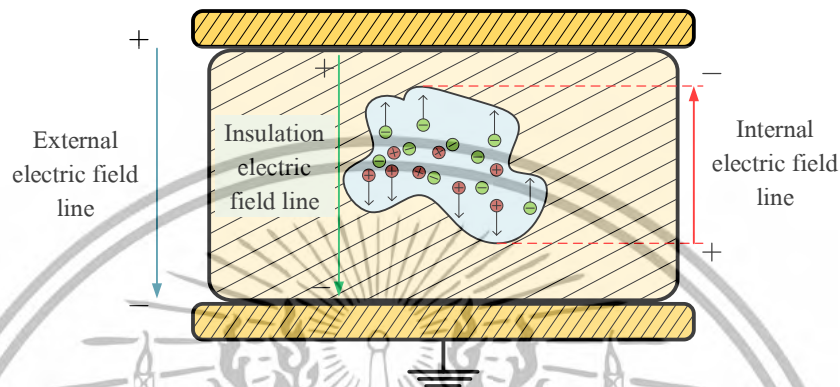 +
External
electric field
line
−
+
Insulation
electric
field line
−
−
Internal
electric field
line
+